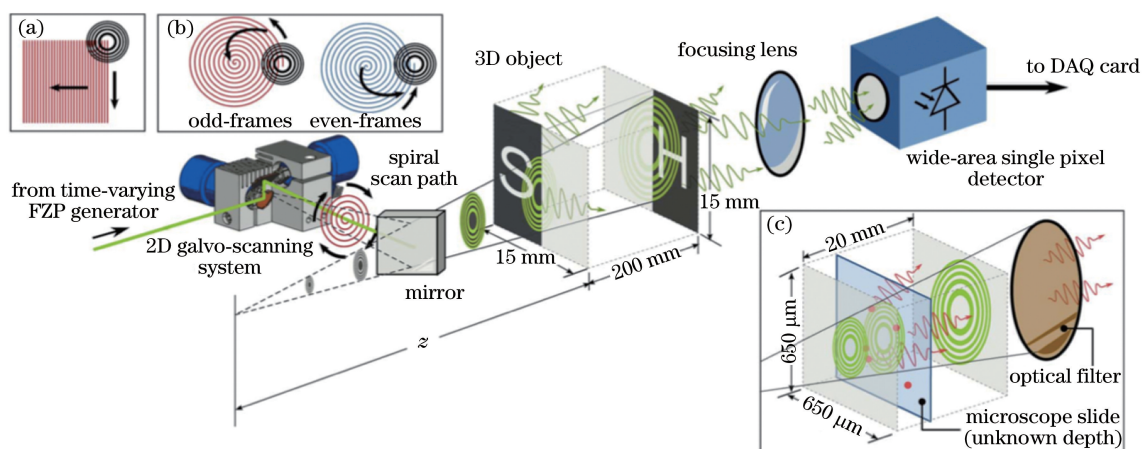 (a)
(b)
odd-frames
even-frames
3D object
focusing lens
to DAQ card
wide-area single pixel
detector
from time-varying
FZP generator
spiral
scan path
2D galvo-scanning
system
mirror
S
H
15 mm
15 mm
200 mm
z
(c)
20 mm
650 μm
650 μm
optical filter
microscope slide
(unknown depth)